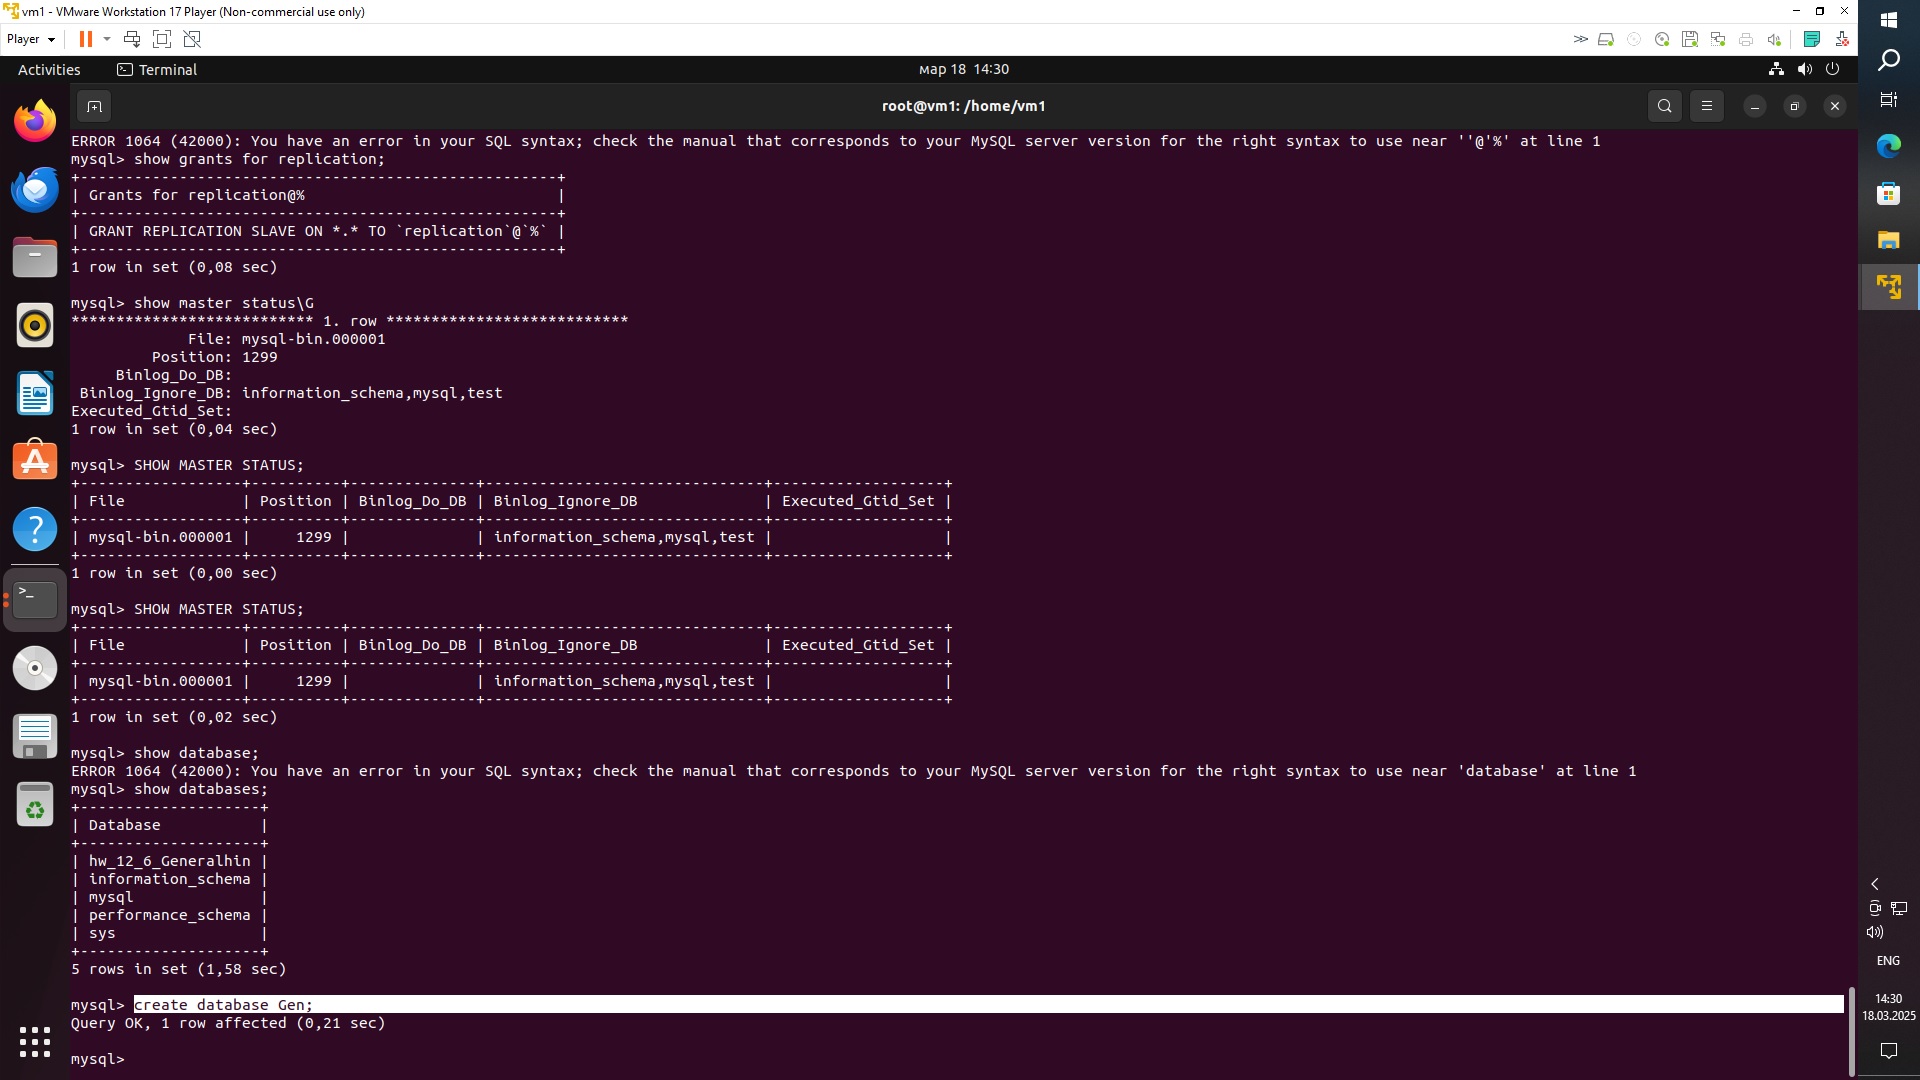 vm1 - VMware Workstation 17 Player (Non-commercial use only)
Player
Activities
Terminal
мар 18 14:30
root@vm1: /home/vm1
ERROR 1064 (42000): You have an error in your SQL syntax; check the manual that corresponds to your MySQL server version for the right syntax to use near ''@'%' at line 1
mysql> show grants for replication;
+-----------------------------------------------------+
| Grants for replication@%                            |
+-----------------------------------------------------+
| GRANT REPLICATION SLAVE ON *.* TO `replication`@`%` |
+-----------------------------------------------------+
1 row in set (0,08 sec)
mysql> show master status\G
*************************** 1. row ***************************
             File: mysql-bin.000001
         Position: 1299
     Binlog_Do_DB:
 Binlog_Ignore_DB: information_schema,mysql,test
Executed_Gtid_Set:
1 row in set (0,04 sec)
mysql> SHOW MASTER STATUS;
+------------------+----------+--------------+-------------------------------+-------------------+
| File             | Position | Binlog_Do_DB | Binlog_Ignore_DB              | Executed_Gtid_Set |
+------------------+----------+--------------+-------------------------------+-------------------+
| mysql-bin.000001 |     1299 |              | information_schema,mysql,test |                   |
+------------------+----------+--------------+-------------------------------+-------------------+
1 row in set (0,00 sec)
mysql> SHOW MASTER STATUS;
+------------------+----------+--------------+-------------------------------+-------------------+
| File             | Position | Binlog_Do_DB | Binlog_Ignore_DB              | Executed_Gtid_Set |
+------------------+----------+--------------+-------------------------------+-------------------+
| mysql-bin.000001 |     1299 |              | information_schema,mysql,test |                   |
+------------------+----------+--------------+-------------------------------+-------------------+
1 row in set (0,02 sec)
mysql> show database;
ERROR 1064 (42000): You have an error in your SQL syntax; check the manual that corresponds to your MySQL server version for the right syntax to use near 'database' at line 1
mysql> show databases;
+--------------------+
| Database           |
+--------------------+
| hw_12_6_Generalhin |
| information_schema |
| mysql              |
| performance_schema |
| sys                |
+--------------------+
5 rows in set (1,58 sec)
mysql> create database Gen;
Query OK, 1 row affected (0,21 sec)
mysql>
ENG
14:30
18.03.2025